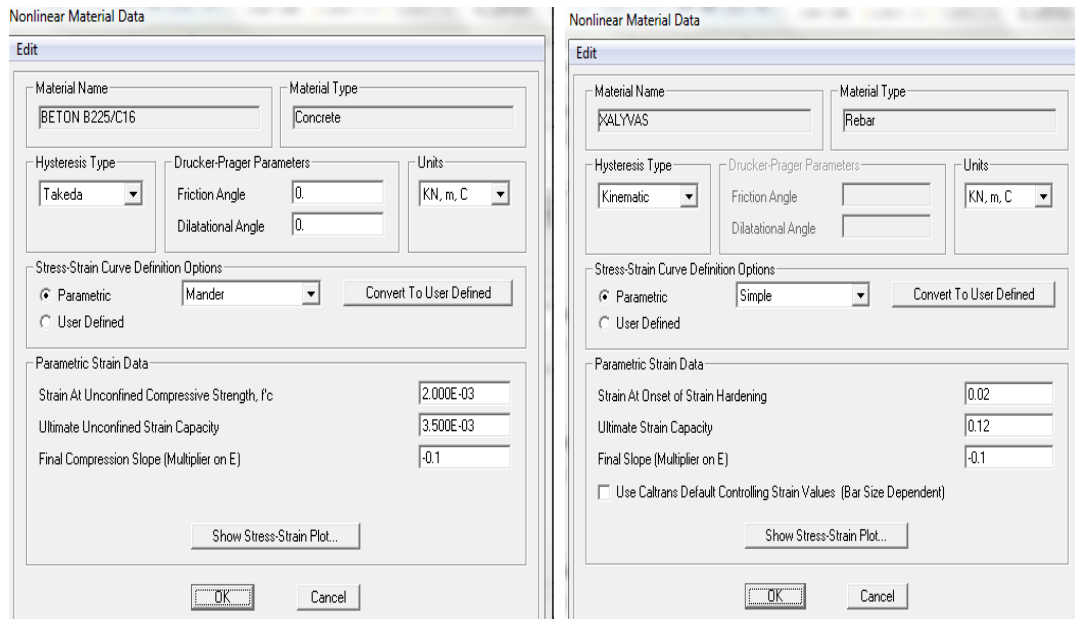 Nonlinear Material Data
Edit
Material Name
BETON B225/C16
Material Type
Concrete
Hysteresis Type
Takeda
Drucker-Prager Parameters
Friction Angle
0.
Dilatational Angle
0.
Units
KN, m, C
Stress-Strain Curve Definition Options
Parametric
Mander
Convert To User Defined
User Defined
Parametric Strain Data
Strain At Unconfined Compressive Strength, f'c
2.000E-03
Ultimate Unconfined Strain Capacity
3.500E-03
Final Compression Slope (Multiplier on E)
-0.1
Show Stress-Strain Plot...
OK
Cancel
Nonlinear Material Data
Edit
Material Name
XALYVAS
Material Type
Rebar
Hysteresis Type
Kinematic
Drucker-Prager Parameters
Friction Angle
Dilatational Angle
Units
KN, m, C
Stress-Strain Curve Definition Options
Parametric
Simple
Convert To User Defined
User Defined
Parametric Strain Data
Strain At Onset of Strain Hardening
0.02
Ultimate Strain Capacity
0.12
Final Slope (Multiplier on E)
-0.1
Use Caltrans Default Controlling Strain Values (Bar Size Dependent)
Show Stress-Strain Plot...
OK
Cancel